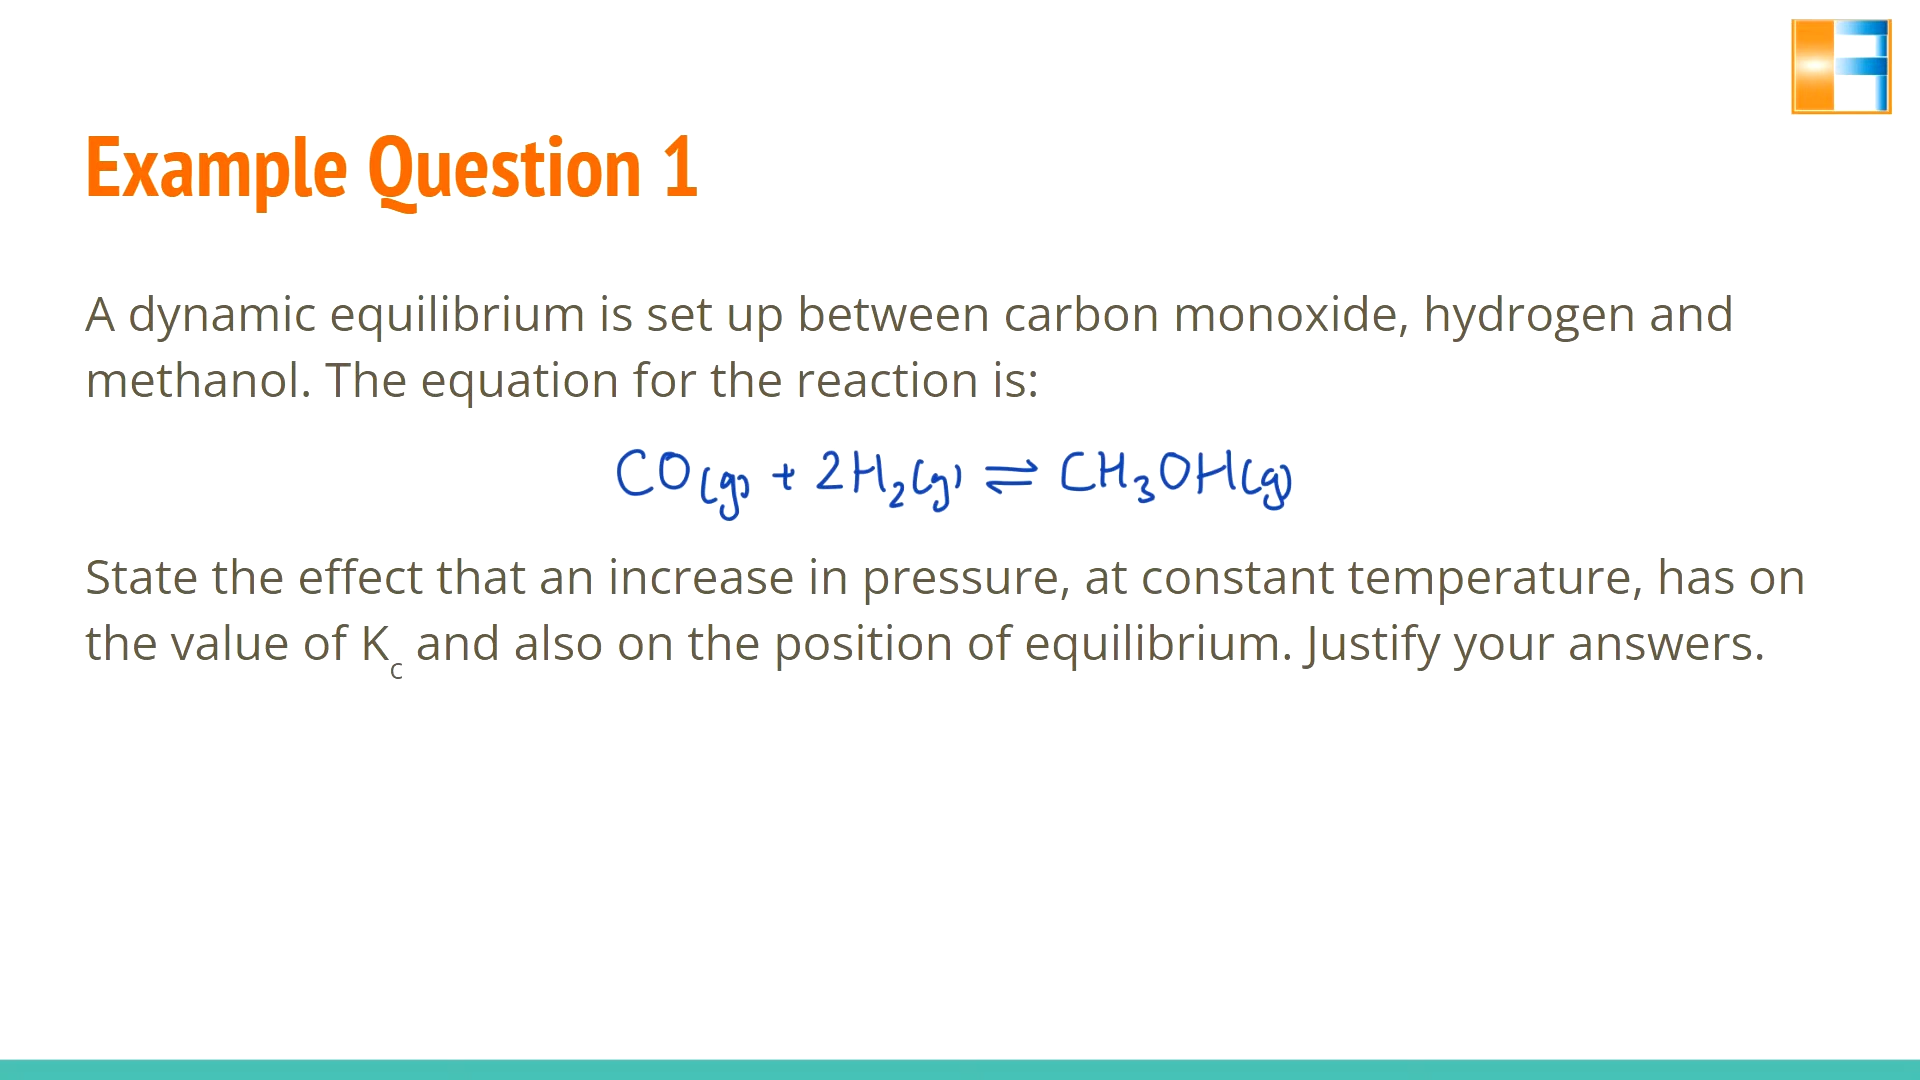 Example Question 1
A dynamic equilibrium is set up between carbon monoxide, hydrogen and
methanol. The equation for the reaction is:
CO(g) + 2H₂(g) ⇌ CH₃OH(g)
State the effect that an increase in pressure, at constant temperature, has on
the value of K꜀ and also on the position of equilibrium. Justify your answers.